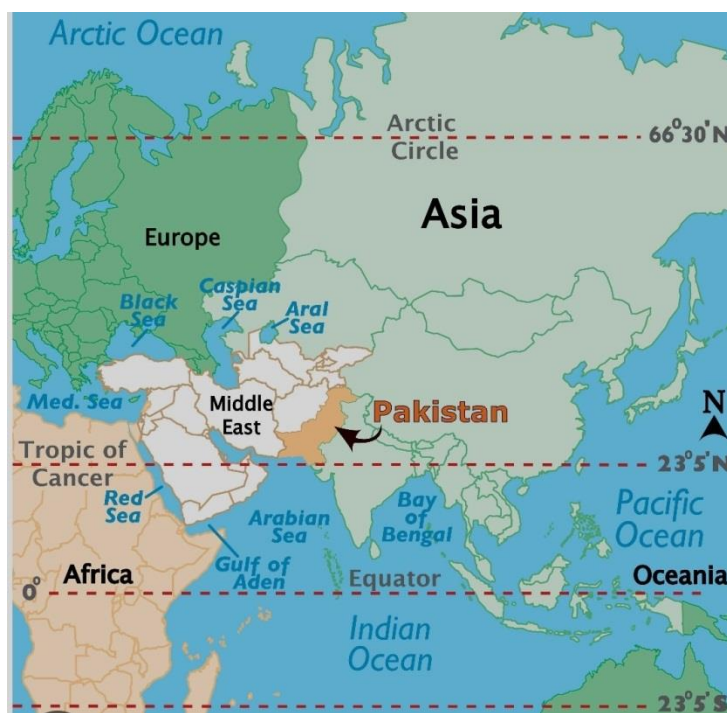 Arctic Ocean
Arctic
Circle
66°30'N
Asia
Europe
Caspian
Sea
Black
Sea
Aral
Sea
Med. Sea
Middle
East
Pakistan
N
Tropic of
Cancer
23°5'N
Red
Sea
Arabian
Sea
Bay
of
Bengal
Pacific
Ocean
Gulf of
Aden
Africa
Equator
Oceania
0°
Indian
Ocean
23°5'S